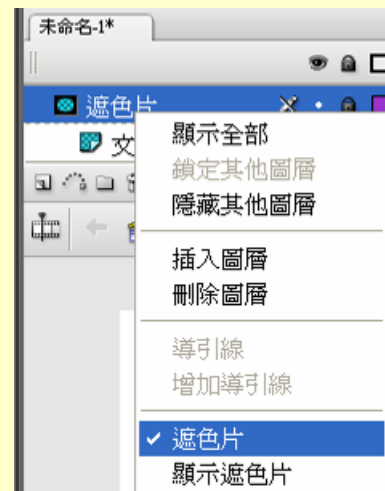 未命名-1*
遮色片
文
顯示全部
鎖定其他圖層
隱藏其他圖層
插入圖層
刪除圖層
導引線
增加導引線
遮色片
顯示遮色片